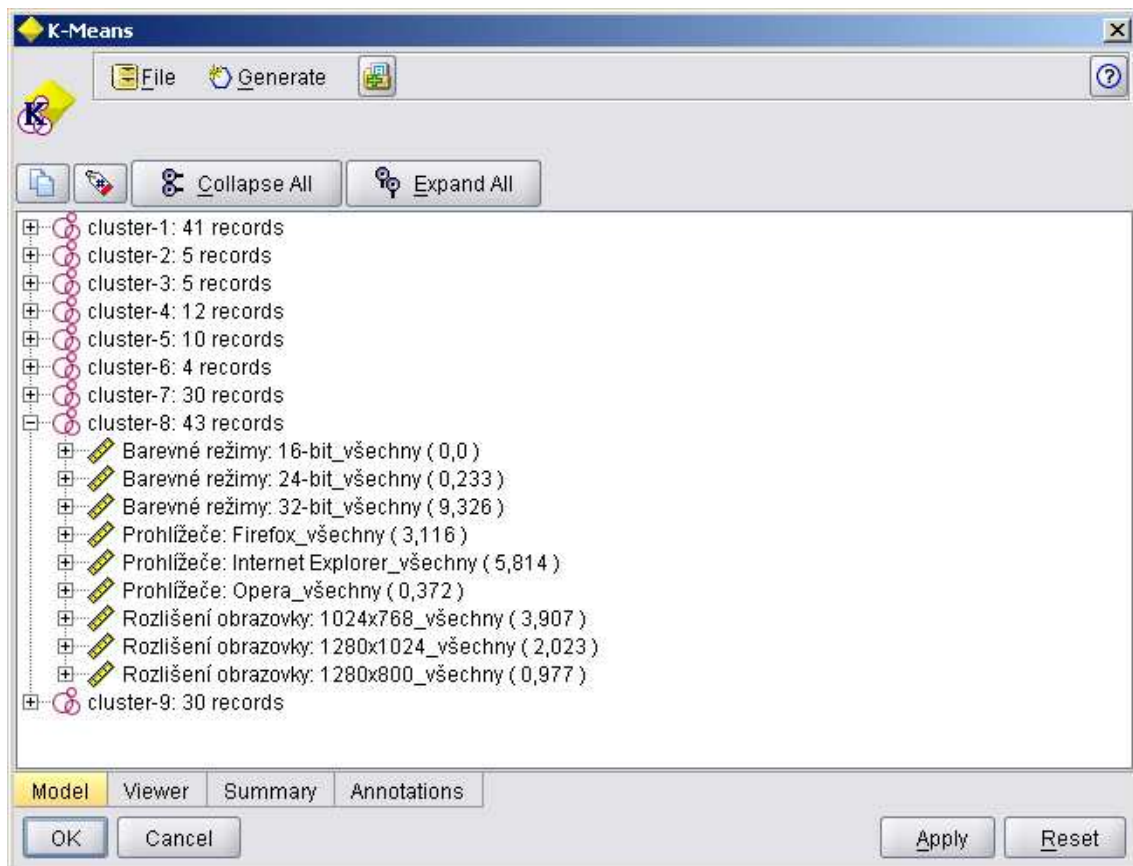 K-Means
File Generate
Collapse All Expand All
cluster-1: 41 records
cluster-2: 5 records
cluster-3: 5 records
cluster-4: 12 records
cluster-5: 10 records
cluster-6: 4 records
cluster-7: 30 records
cluster-8: 43 records
Barevné režimy: 16-bit_všechny ( 0,0 )
Barevné režimy: 24-bit_všechny ( 0,233 )
Barevné režimy: 32-bit_všechny ( 9,326 )
Prohlížeče: Firefox_všechny ( 3,116 )
Prohlížeče: Internet Explorer_všechny ( 5,814 )
Prohlížeče: Opera_všechny ( 0,372 )
Rozlišení obrazovky: 1024x768_všechny ( 3,907 )
Rozlišení obrazovky: 1280x1024_všechny ( 2,023 )
Rozlišení obrazovky: 1280x800_všechny ( 0,977 )
cluster-9: 30 records
Model Viewer Summary Annotations
OK Cancel Apply Reset